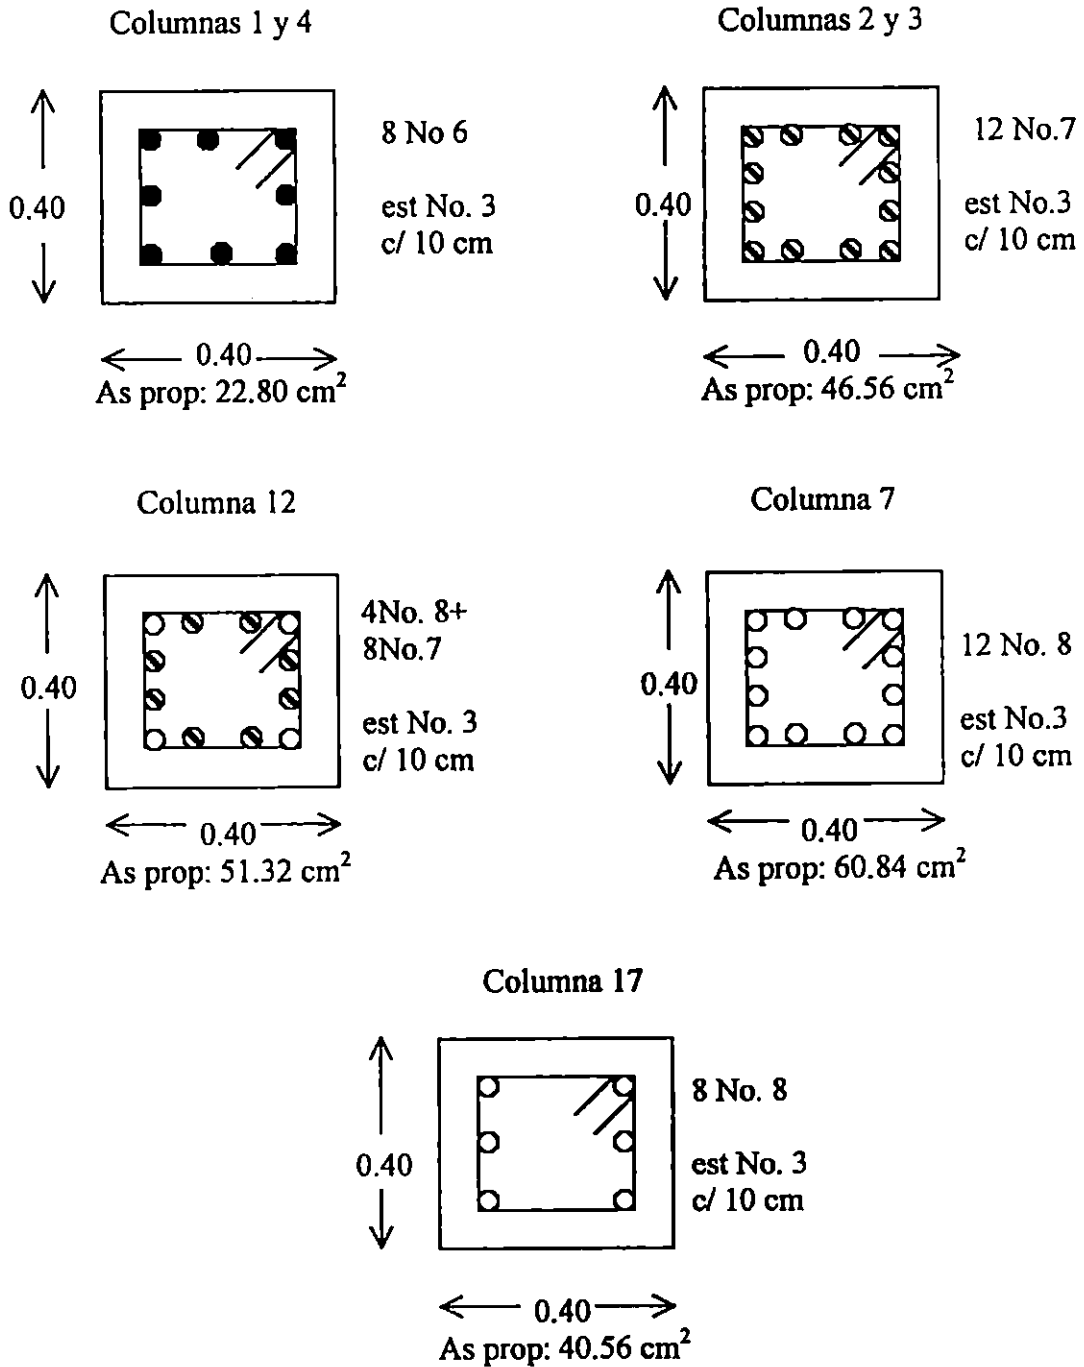 Columnas 1 y 4
8 No 6
0.40
est No. 3
c/ 10 cm
0.40
As prop: 22.80 cm²
Columnas 2 y 3
12 No.7
0.40
est No.3
c/ 10 cm
0.40
As prop: 46.56 cm²
Columna 12
4No. 8+
8No.7
0.40
est No. 3
c/ 10 cm
0.40
As prop: 51.32 cm²
Columna 7
12 No. 8
0.40
est No.3
c/ 10 cm
0.40
As prop: 60.84 cm²
Columna 17
8 No. 8
0.40
est No. 3
c/ 10 cm
0.40
As prop: 40.56 cm²